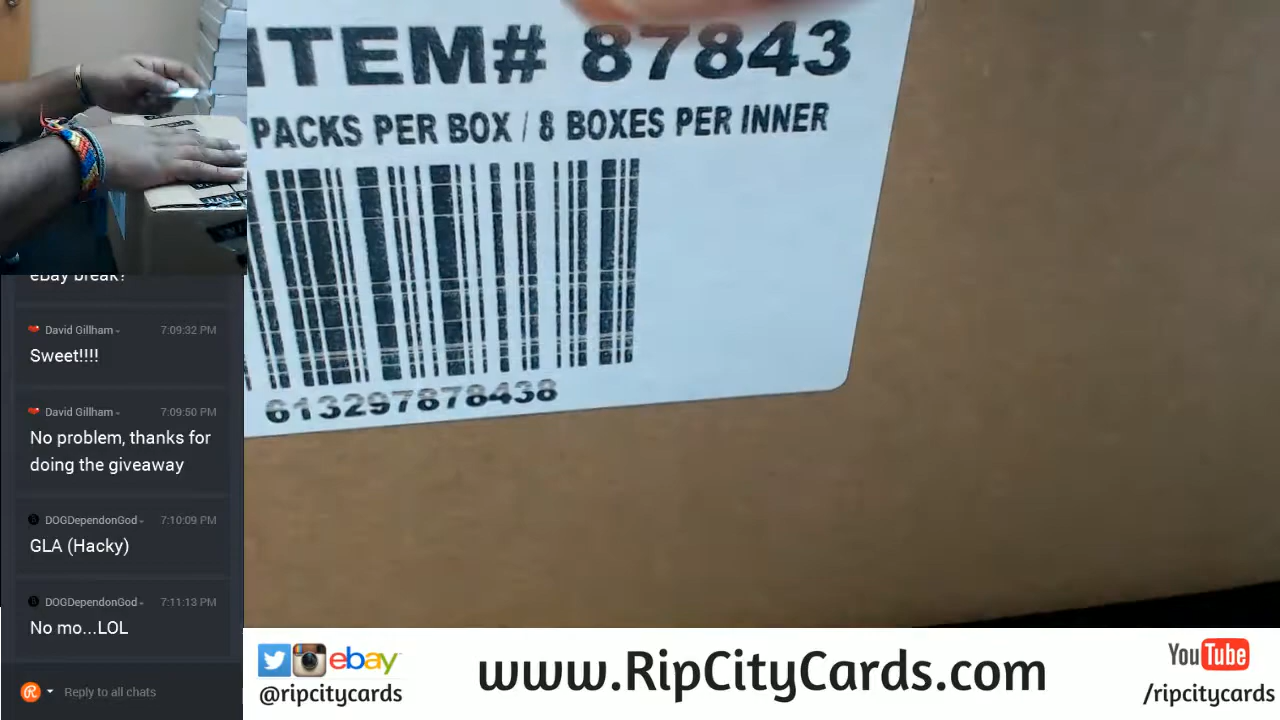 ITEM# 87843
PACKS PER BOX / 8 BOXES PER INNER
613297878438
eBay break?
David Gillham 7:09:32 PM
Sweet!!!!
David Gillham 7:09:50 PM
No problem, thanks for
doing the giveaway
DOGDependonGod 7:10:09 PM
GLA (Hacky)
DOGDependonGod 7:11:13 PM
No mo...LOL
Reply to all chats
ebay
@ripcitycards
www.RipCityCards.com
YouTube
/ripcitycards